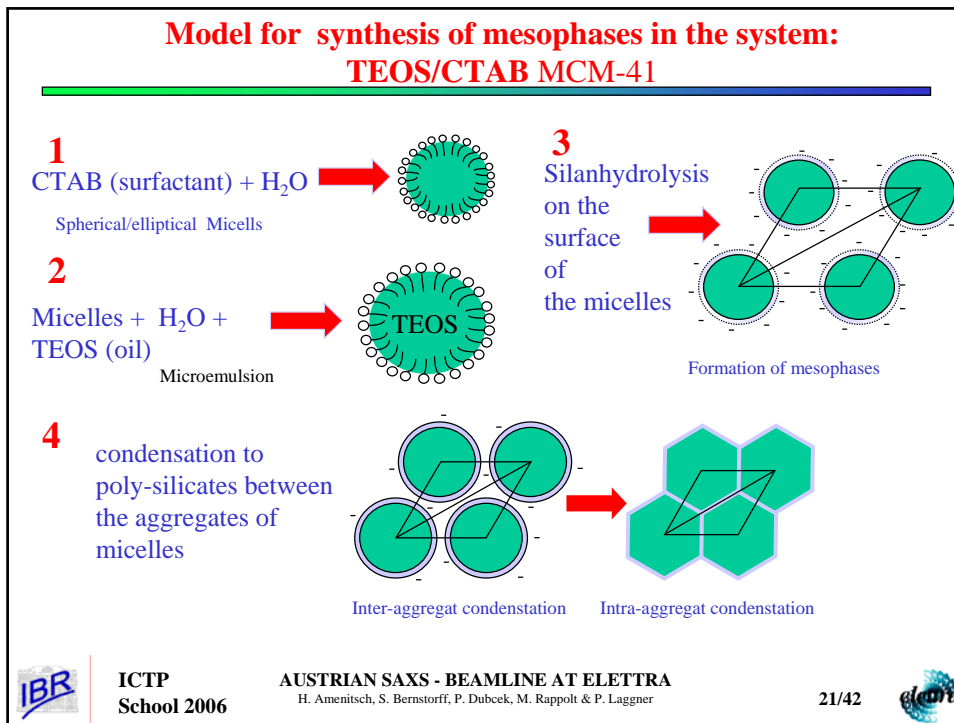 Model for synthesis of mesophases in the system:
TEOS/CTAB MCM-41
1
CTAB (surfactant) + H₂O
Spherical/elliptical Micells
2
Micelles + H₂O +
TEOS (oil)
TEOS
Microemulsion
3
Silanhydrolysis
on the
surface
of
the micelles
Formation of mesophases
4
condensation to
poly-silicates between
the aggregates of
micelles
Inter-aggregat condenstation
Intra-aggregat condenstation
IBR
ICTP
School 2006
AUSTRIAN SAXS - BEAMLINE AT ELETTRA
H. Amenitsch, S. Bernstorff, P. Dubcek, M. Rappolt & P. Laggner
21/42